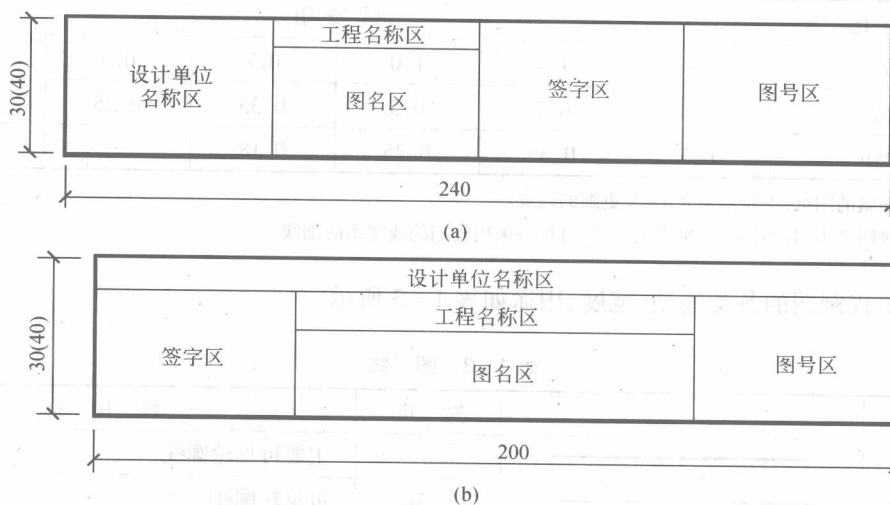 30(40)
设计单位
名称区
工程名称区
图名区
签字区
图号区
240
(a)
30(40)
设计单位名称区
签字区
工程名称区
图名区
图号区
200
(b)